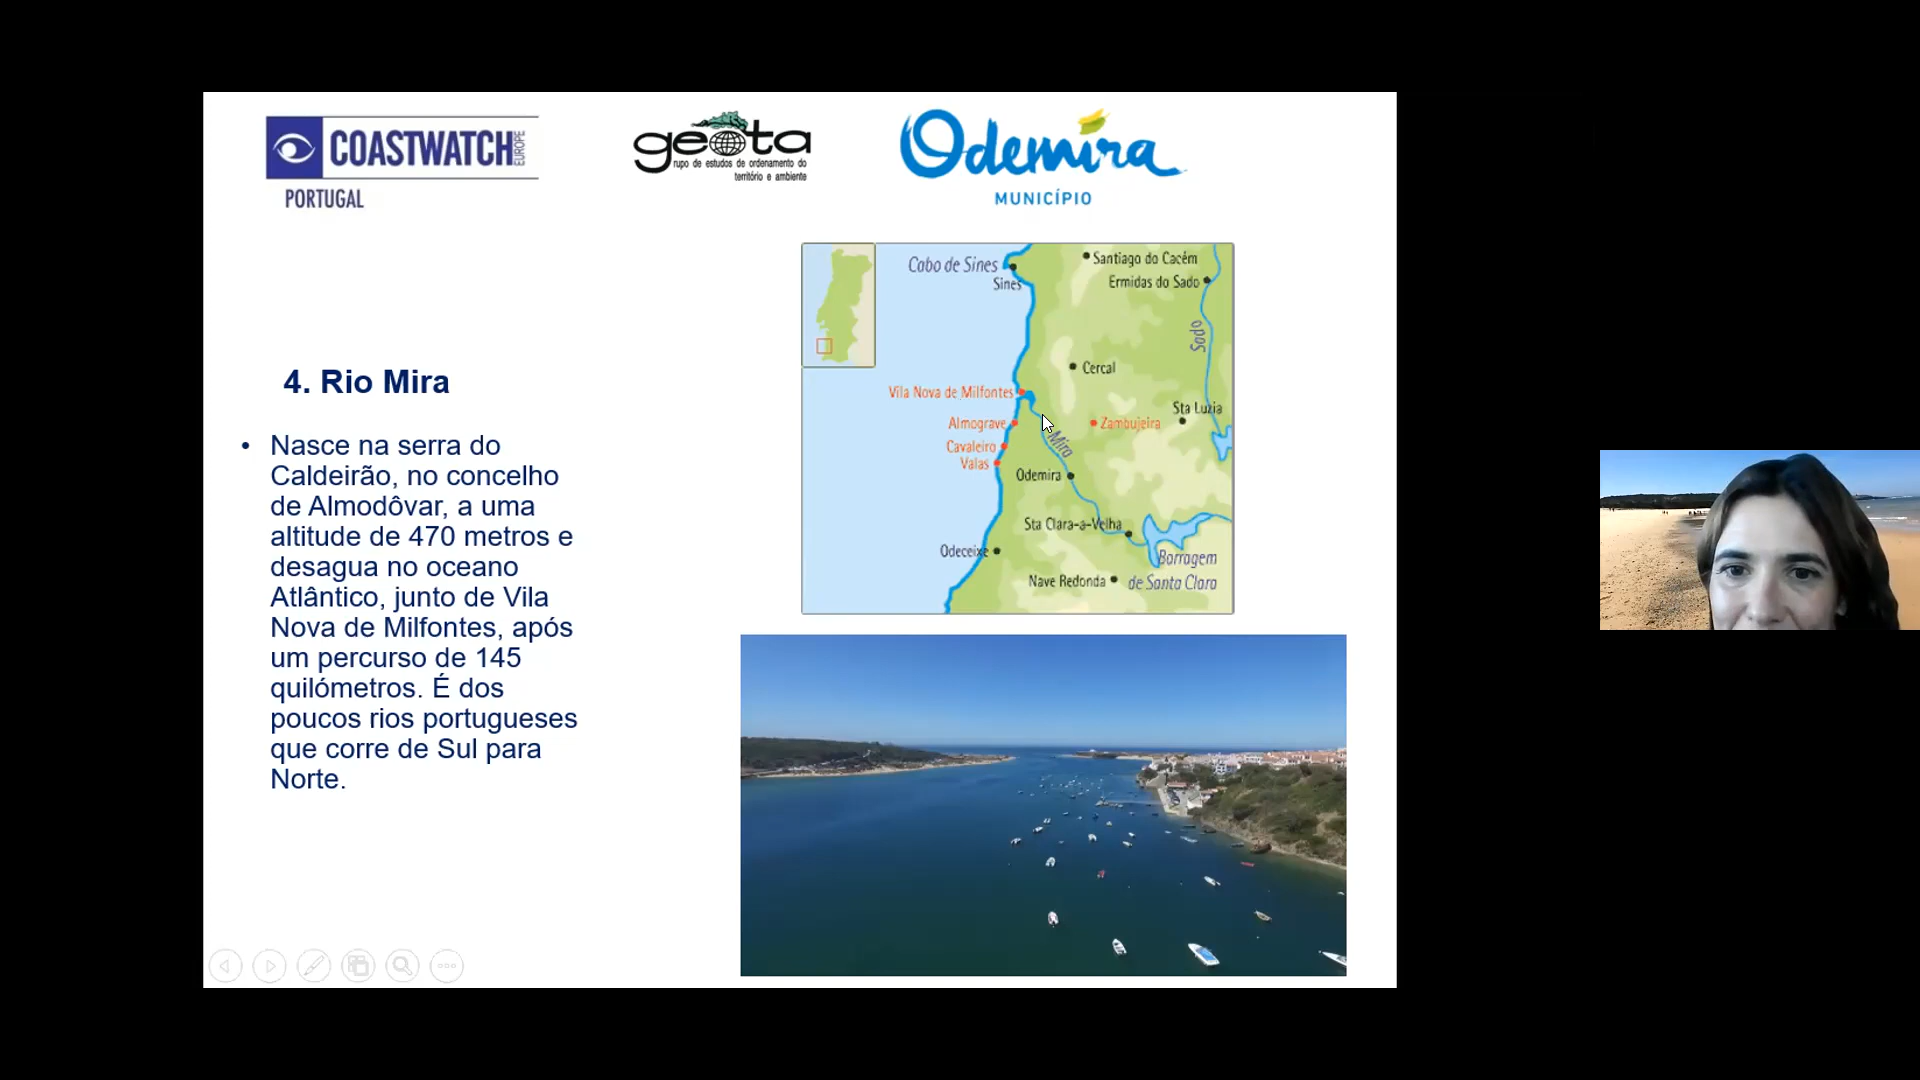 COASTWATCH EUROPE
PORTUGAL
geota
rupo de estudos de ordenamento do
território e ambiente
Odemira
MUNICÍPIO
4. Rio Mira
• Nasce na serra do
Caldeirão, no concelho
de Almodôvar, a uma
altitude de 470 metros e
desagua no oceano
Atlântico, junto de Vila
Nova de Milfontes, após
um percurso de 145
quilómetros. É dos
poucos rios portugueses
que corre de Sul para
Norte.
Cabo de Sines
Sines
Santiago do Cacém
Ermidas do Sado
Sado
Cercal
Vila Nova de Milfontes
Almograve
Mira
Zambujeira
Sta Luzia
Cavaleiro
Valas
Odemira
Sta Clara-a-Velha
Odeceixe
Barragem
de Santa Clara
Nave Redonda